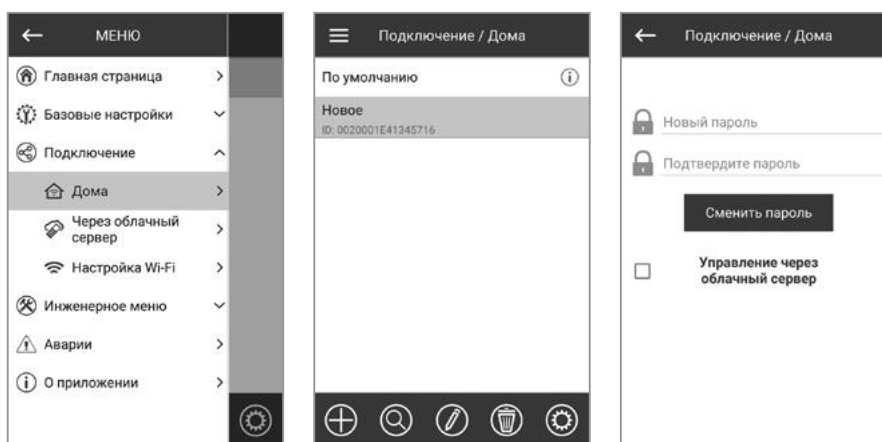 МЕНЮ
Главная страница
Базовые настройки
Подключение
Дома
Через облачный
сервер
Настройка Wi-Fi
Инженерное меню
Аварии
О приложении
Подключение / Дома
По умолчанию
Новое
ID: 0020001E41345716
Подключение / Дома
Новый пароль
Подтвердите пароль
Сменить пароль
Управление через
облачный сервер